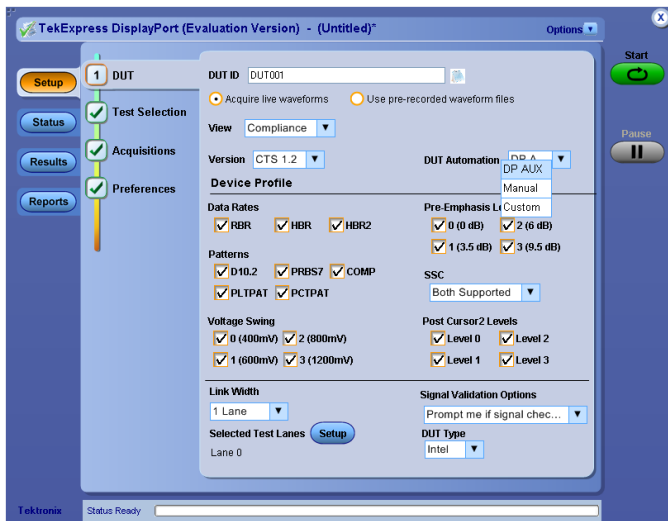 TekExpress DisplayPort (Evaluation Version) - (Untitled)*
Options
Start
Pause
Setup
Status
Results
Reports
1 DUT
Test Selection
Acquisitions
Preferences
DUT ID DUT001
Acquire live waveforms Use pre-recorded waveform files
View Compliance
Version CTS 1.2 DUT Automation
DP AUX
Manual
Custom
Device Profile
Data Rates
RBR HBR HBR2
Patterns
D10.2 PRBS7 COMP
PLTPAT PCTPAT
Voltage Swing
0 (400mV) 2 (800mV)
1 (600mV) 3 (1200mV)
Pre-Emphasis
0 (0 dB) 2 (6 dB)
1 (3.5 dB) 3 (9.5 dB)
SSC
Both Supported
Post Cursor2 Levels
Level 0 Level 2
Level 1 Level 3
Link Width
1 Lane
Selected Test Lanes Setup
Lane 0
Signal Validation Options
Prompt me if signal chec...
DUT Type
Intel
Tektronix Status Ready